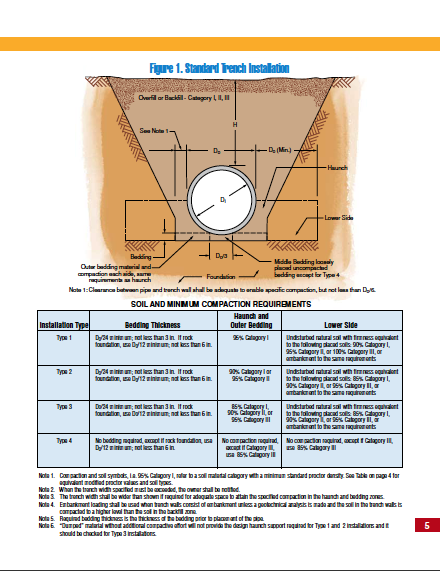 Figure 1. Standard Trench Installation
Overfill or Backfill - Category I, II, III
H
See Note 1
Do
Do (Min.)
Haunch
Di
Lower Side
Do/3
Bedding
Outer bedding material and
compaction each side, same
requirements as haunch
Foundation
Middle Bedding loosely
placed uncompacted
bedding except for Type 4
Note 1: Clearance between pipe and trench wall shall be adequate to enable specific compaction, but not less than Do/6.
SOIL AND MINIMUM COMPACTION REQUIREMENTS
Installation Type
Bedding Thickness
Haunch and
Outer Bedding
Lower Side
Type 1
Do/24 minimum; not less than 3 in. If rock
foundation, use Do/12 minimum; not less than 6 in.
95% Category I
Undisturbed natural soil with firmness equivalent
to the following placed soils: 90% Category I,
95% Category II, or 100% Category III, or
embankment to the same requirements
Type 2
Do/24 minimum; not less than 3 in. If rock
foundation, use Do/12 minimum; not less than 6 in.
90% Category I or
95% Category II
Undisturbed natural soil with firmness equivalent
to the following placed soils: 85% Category I,
90% Category II, or 95% Category III, or
embankment to the same requirements
Type 3
Do/24 minimum; not less than 3 in. If rock
foundation, use Do/12 minimum; not less than 6 in.
85% Category I,
90% Category II, or
95% Category III
Undisturbed natural soil with firmness equivalent
to the following placed soils: 85% Category I,
90% Category II, or 95% Category III, or
embankment to the same requirements
Type 4
No bedding required, except if rock foundation, use
Do/12 minimum; not less than 6 in.
No compaction required,
except if Category III,
use 85% Category III
No compaction required, except if Category III,
use 85% Category III
Note 1. Compaction and soil symbols, i.e. 95% Category I, refer to a soil material category with a minimum standard proctor density. See Table on page 4 for
equivalent modified proctor values and soil types.
Note 2. When the trench width specified must be exceeded, the owner shall be notified.
Note 3. The trench width shall be wider than shown if required for adequate space to attain the specified compaction in the haunch and bedding zones.
Note 4. Embankment loading shall be used when trench walls consist of embankment unless a geotechnical analysis is made and the soil in the trench walls is
compacted to a higher level than the soil in the backfill zone.
Note 5. Required bedding thickness is the thickness of the bedding prior to placement of the pipe.
Note 6. "Dumped" material without additional compactive effort will not provide the design haunch support required for Type 1 and 2 installations and it
should be checked for Type 3 installations.
5